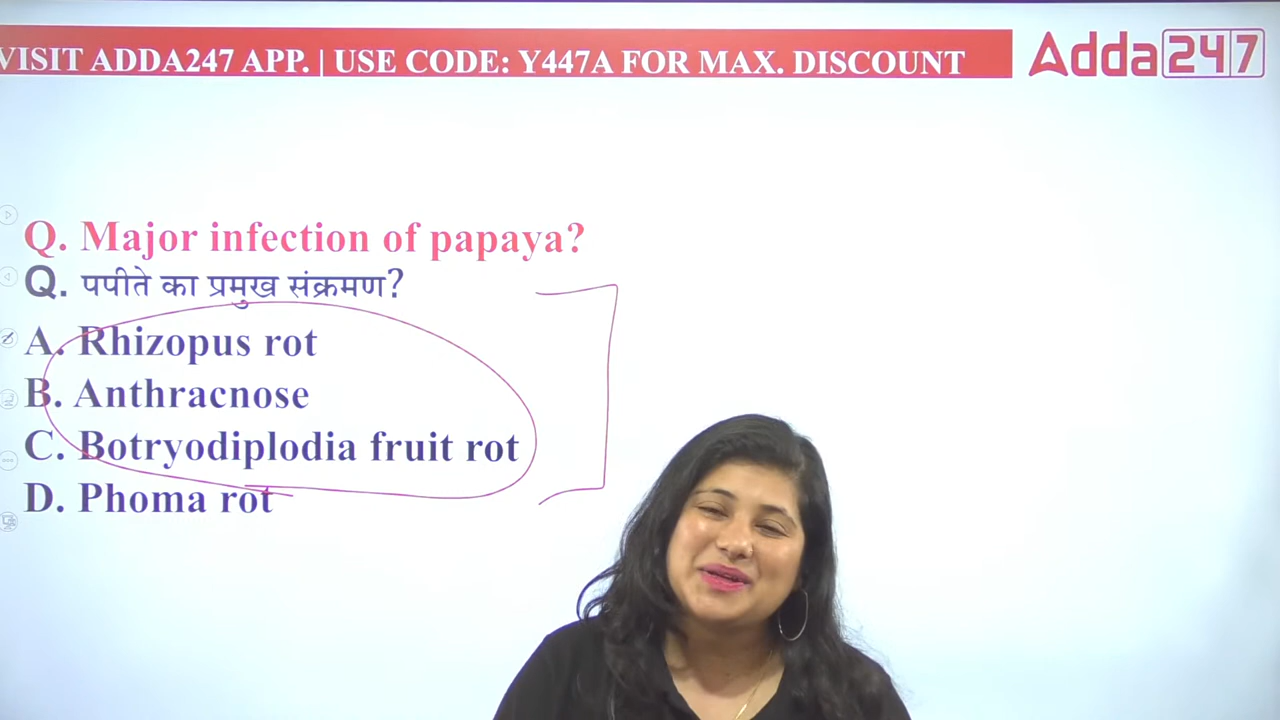 VISIT ADDA247 APP. | USE CODE: Y447A FOR MAX. DISCOUNT
Adda247
Q. Major infection of papaya?
Q. पपीते का प्रमुख संक्रमण?
A. Rhizopus rot
B. Anthracnose
C. Botryodiplodia fruit rot
D. Phoma rot